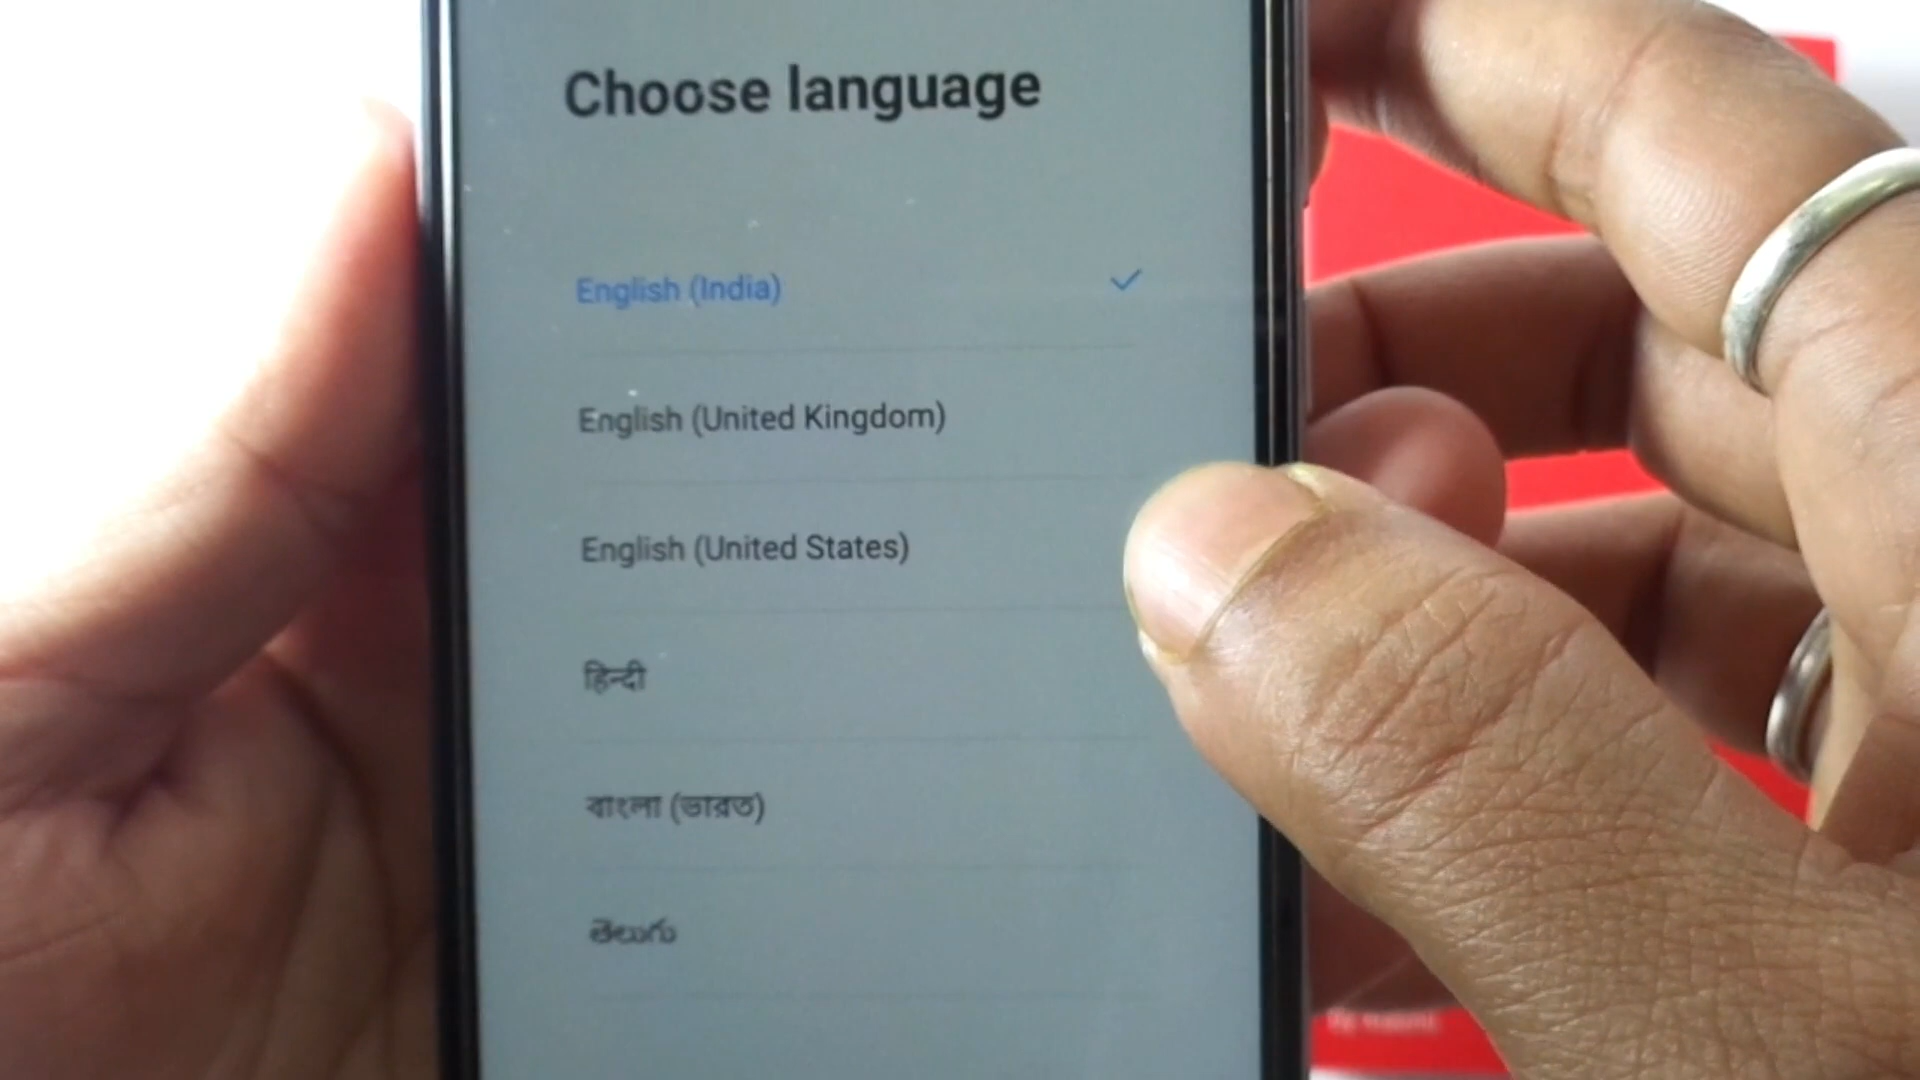 Choose language
English (India)
English (United Kingdom)
English (United States)
हिन्दी
বাংলা (ভারত)
తెలుగు